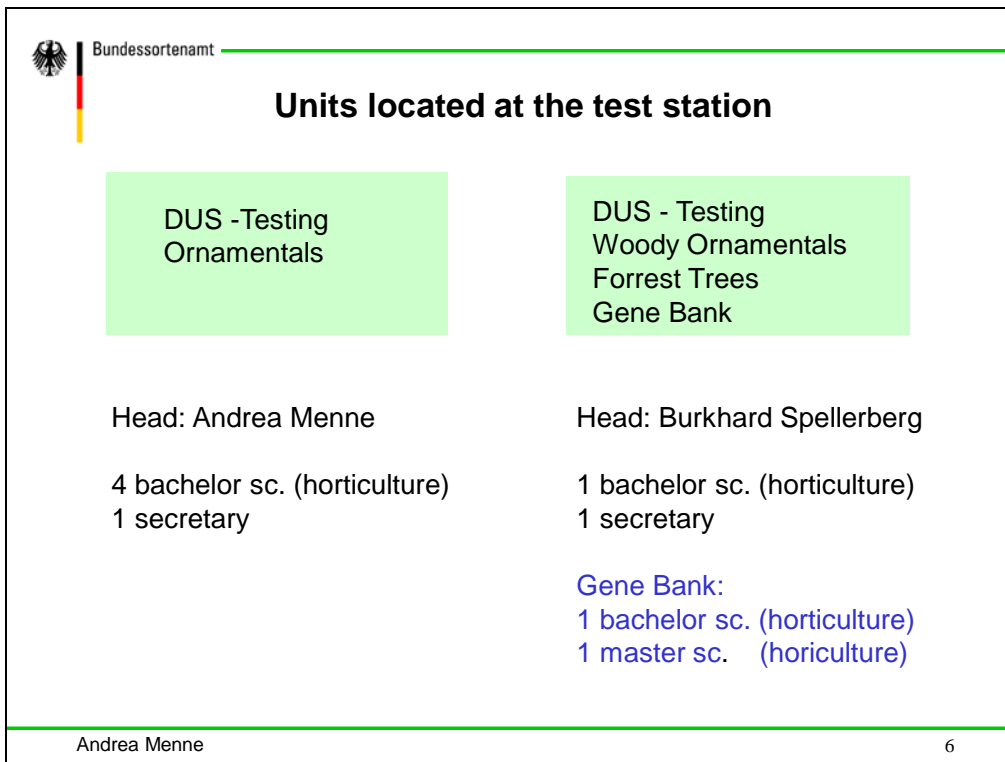 Bundessortenamt
Units located at the test station
DUS -Testing
Ornamentals
DUS - Testing
Woody Ornamentals
Forrest Trees
Gene Bank
Head: Andrea Menne
4 bachelor sc. (horticulture)
1 secretary
Head: Burkhard Spellerberg
1 bachelor sc. (horticulture)
1 secretary
Gene Bank:
1 bachelor sc. (horticulture)
1 master sc. (horiculture)
Andrea Menne
6